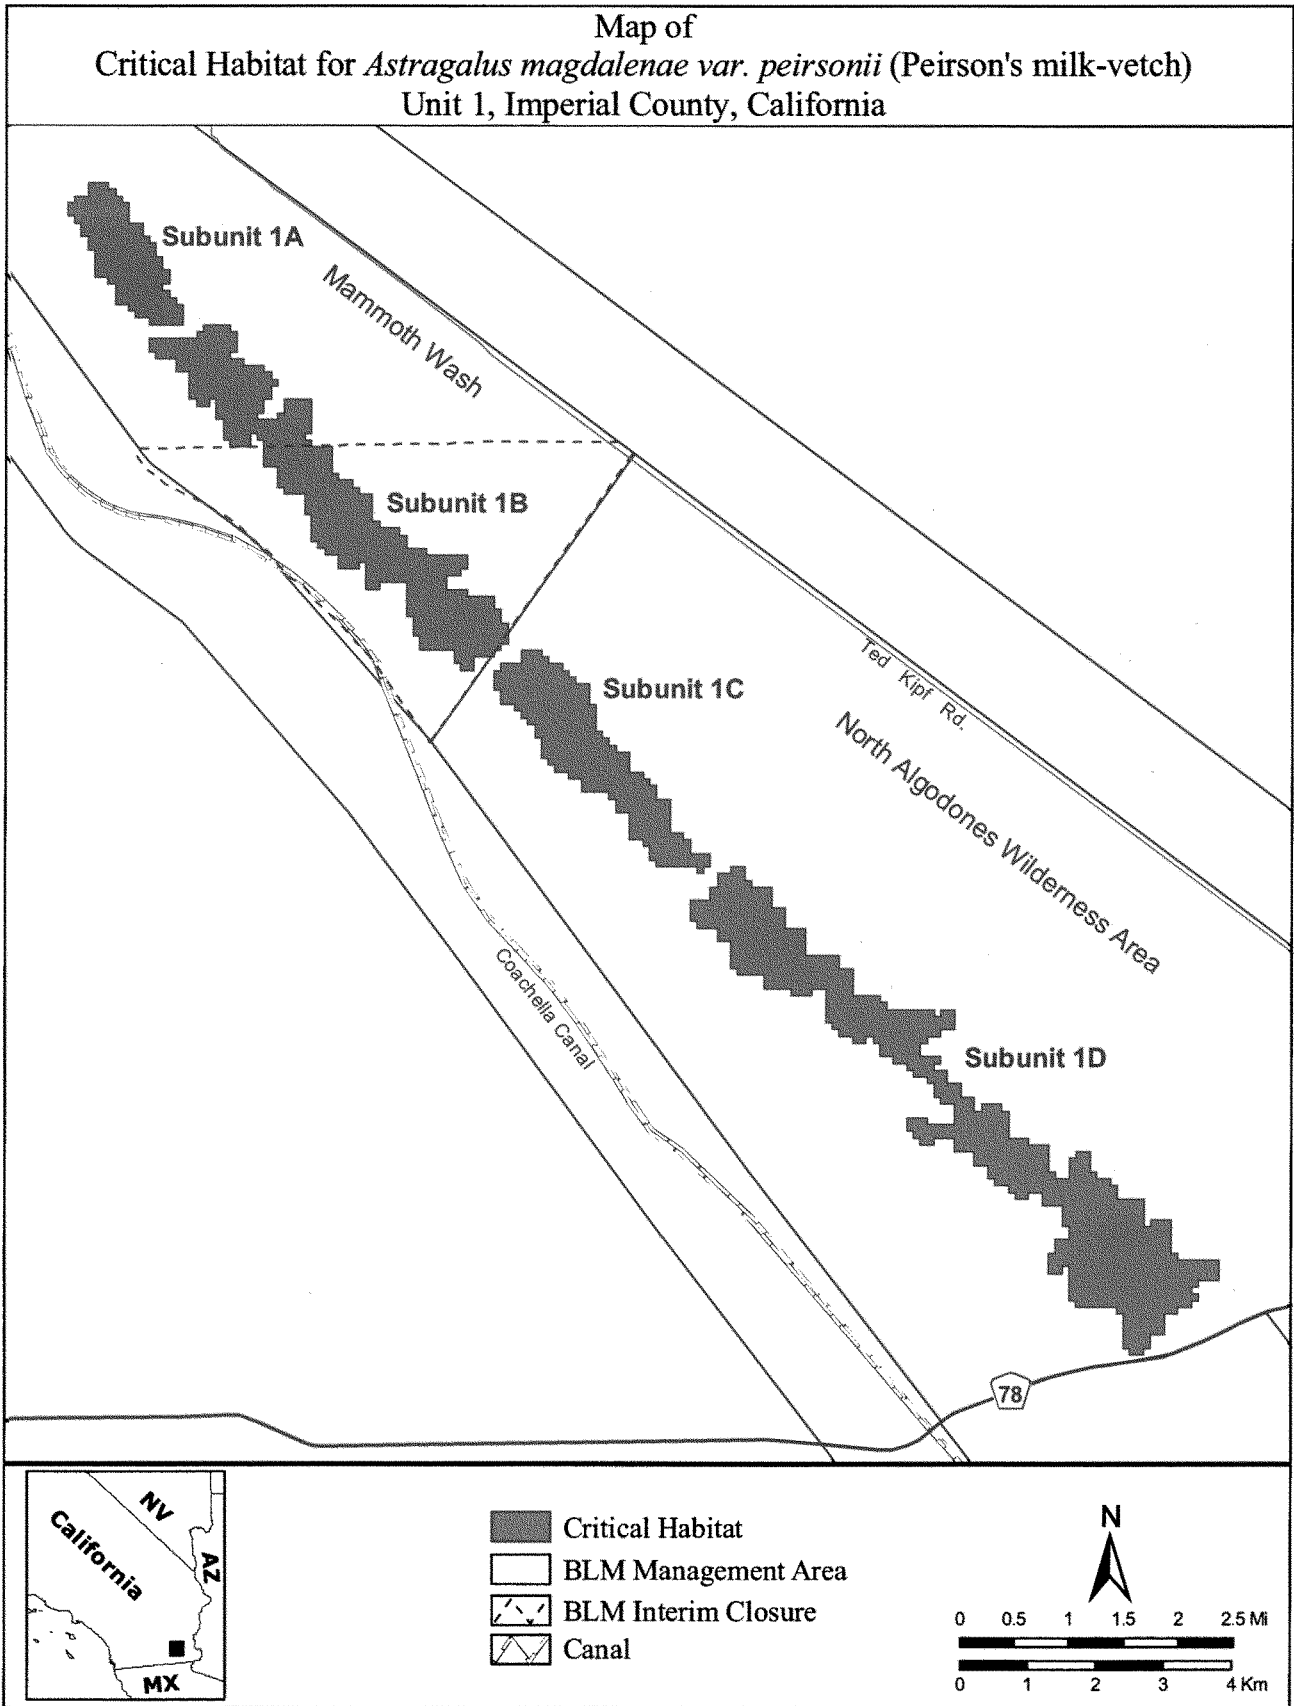 Map of
Critical Habitat for Astragalus magdalenae var. peirsonii (Peirson's milk-vetch)
Unit 1, Imperial County, California
Subunit 1A
Mammoth Wash
Subunit 1B
Ted Kipf Rd.
Subunit 1C
North Algodones Wilderness Area
Coachella Canal
Subunit 1D
78
NV
California
AZ
MX
Critical Habitat
BLM Management Area
BLM Interim Closure
Canal
N
0 0.5 1 1.5 2 2.5 Mi
0 1 2 3 4 Km